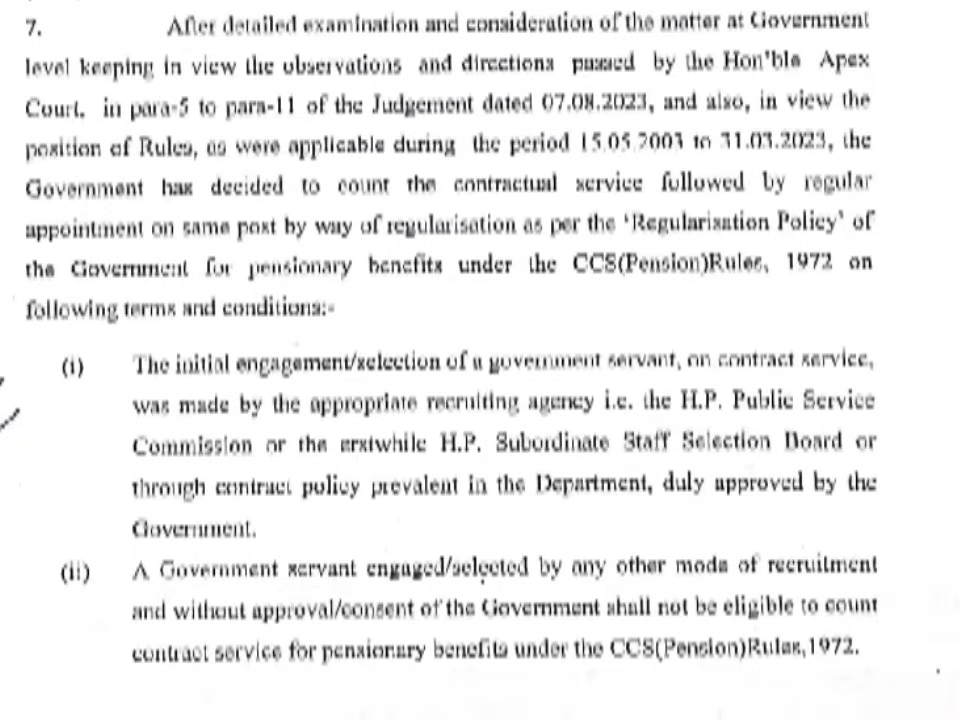 7. After detailed examination and consideration of the matter at Government
level keeping in view the observations and directions passed by the Hon'ble Apex
Court, in para-5 to para-11 of the Judgement dated 07.08.2023, and also, in view the
position of Rules, as were applicable during the period 15.05.2003 to 31.03.2023, the
Government has decided to count the contractual service followed by regular
appointment on same post by way of regularisation as per the 'Regularisation Policy' of
the Government for pensionary benefits under the CCS(Pension)Rules, 1972 on
following terms and conditions:-
(i) The initial engagement/selection of a government servant, on contract service,
was made by the appropriate recruiting agency i.e. the H.P. Public Service
Commission or the erstwhile H.P. Subordinate Staff Selection Board or
through contract policy prevalent in the Department, duly approved by the
Government.
(ii) A Government servant engaged/selected by any other mode of recruitment
and without approval/consent of the Government shall not be eligible to count
contract service for pensionary benefits under the CCS(Pension)Rules,1972.